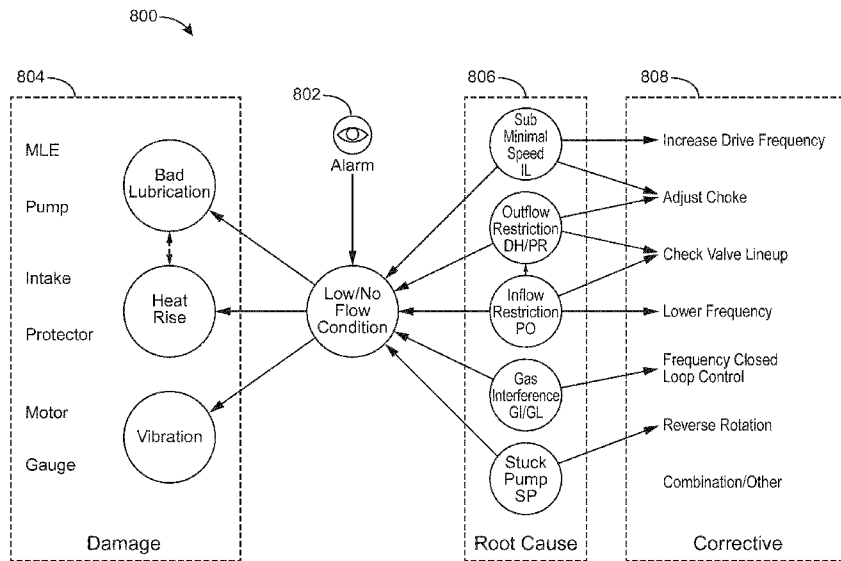 800
804
802
806
808
MLE
Pump
Intake
Protector
Motor
Gauge
Bad
Lubrication
Heat
Rise
Vibration
Damage
Alarm
Low/No
Flow
Condition
Sub
Minimal
Speed
IL
Outflow
Restriction
DH/PR
Inflow
Restriction
PO
Gas
Interference
GI/GL
Stuck
Pump
SP
Root Cause
Increase Drive Frequency
Adjust Choke
Check Valve Lineup
Lower Frequency
Frequency Closed
Loop Control
Reverse Rotation
Combination/Other
Corrective